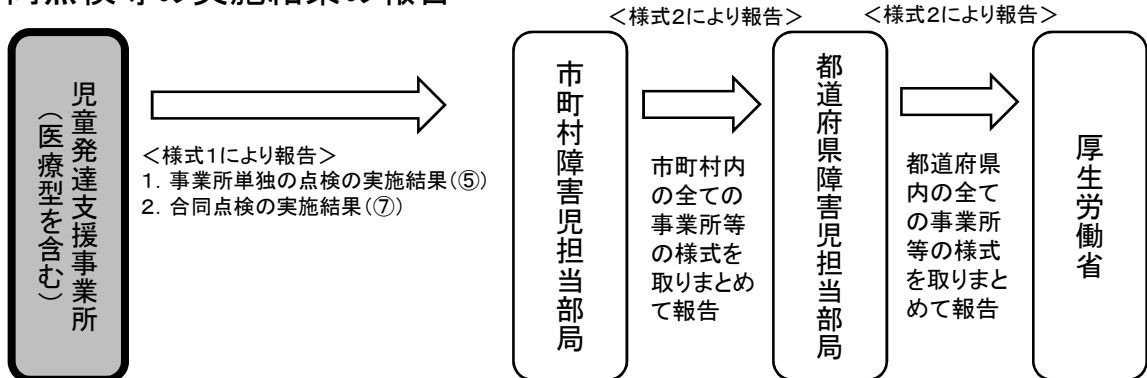 同点検等の実施結果の報告
＜様式2により報告＞
＜様式2により報告＞
児童発達支援事業所
（医療型を含む）
＜様式1により報告＞
1．事業所単独の点検の実施結果（⑤）
2．合同点検の実施結果（⑦）
市町村障害児担当部局
市町村内
の全ての
事業所等
の様式を
取りまとめ
て報告
都道府県障害児担当部局
都道府県
内の全て
の事業所
等の様式
を取りまと
めて報告
厚生労働省